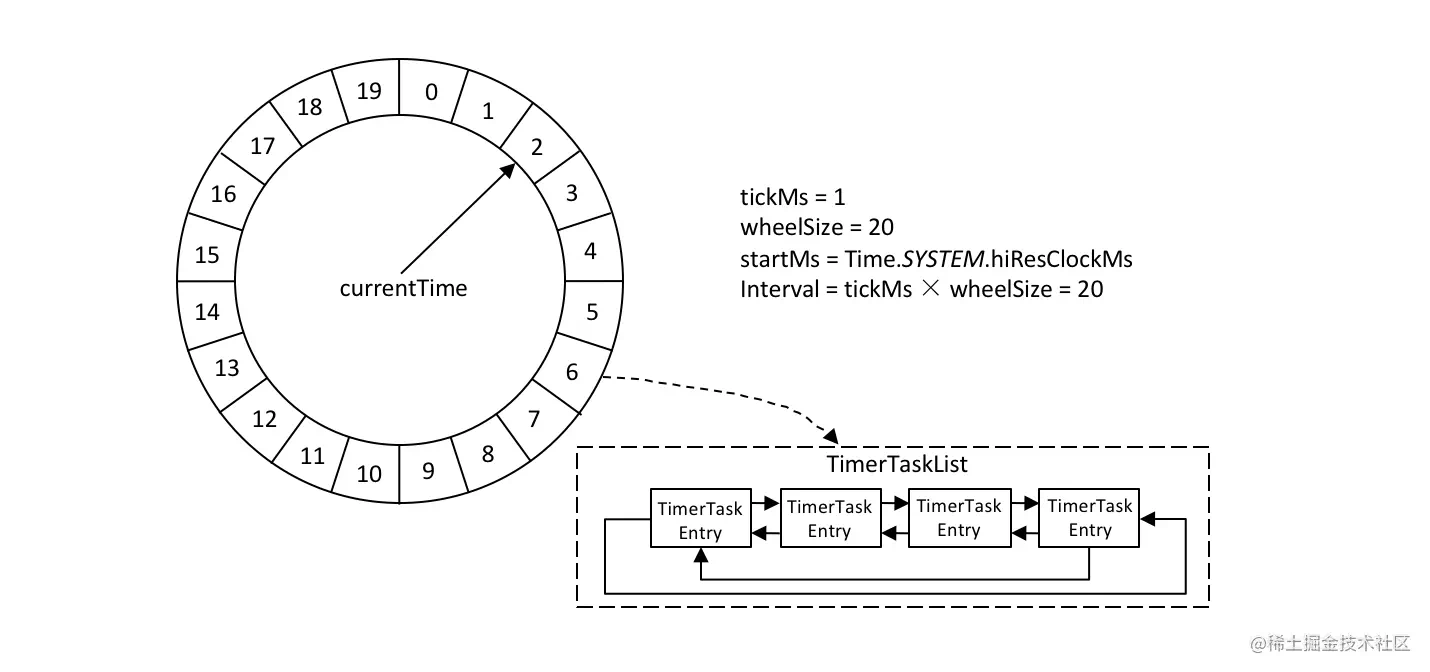 0
1
2
3
4
5
6
7
8
9
10
11
12
13
14
15
16
17
18
19
currentTime
tickMs = 1
wheelSize = 20
startMs = Time.SYSTEM.hiResClockMs
Interval = tickMs × wheelSize = 20
TimerTaskList
TimerTask
Entry
TimerTask
Entry
TimerTask
Entry
TimerTask
Entry
@稀土掘金技术社区